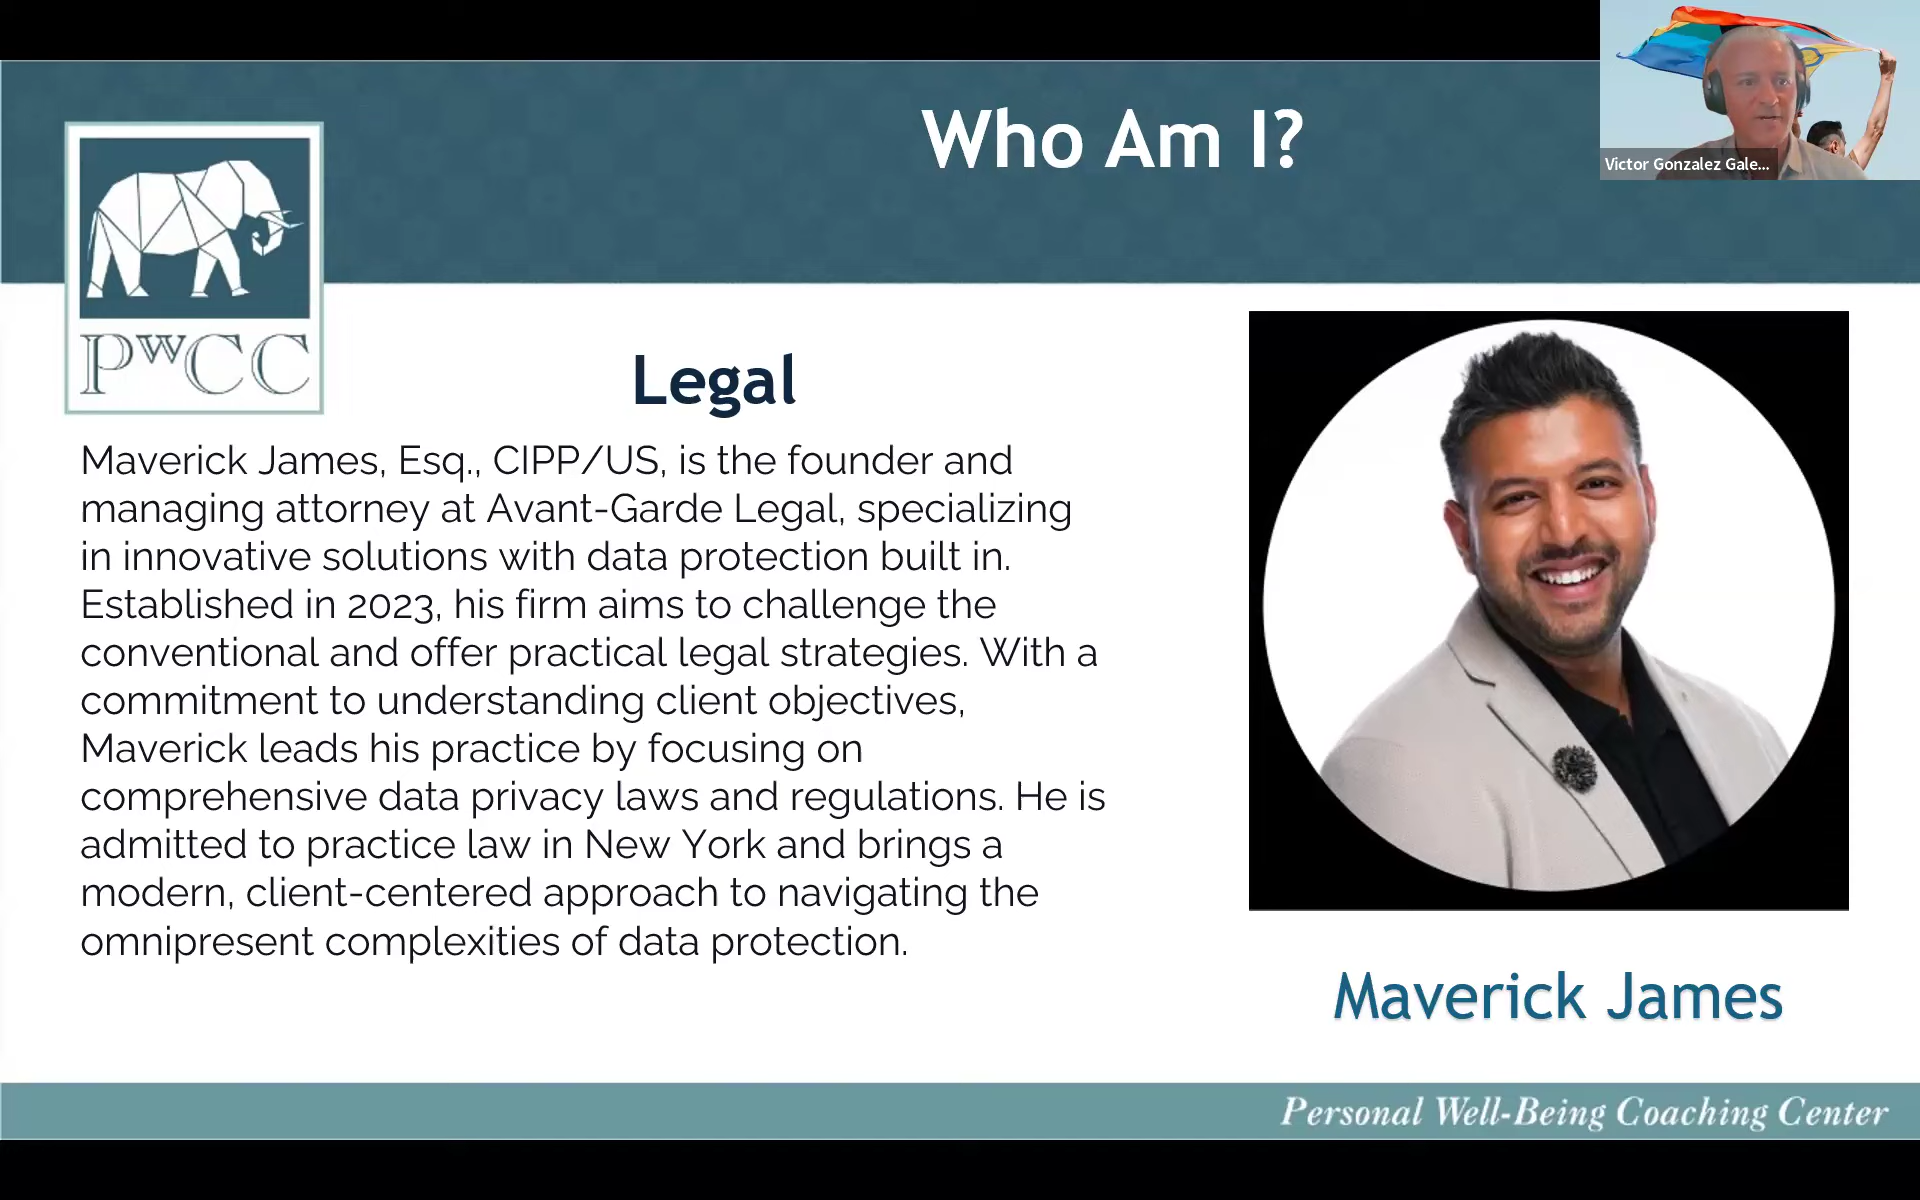 Who Am I?
Victor Gonzalez Gale...
PWCC
Legal
Maverick James, Esq., CIPP/US, is the founder and
managing attorney at Avant-Garde Legal, specializing
in innovative solutions with data protection built in.
Established in 2023, his firm aims to challenge the
conventional and offer practical legal strategies. With a
commitment to understanding client objectives,
Maverick leads his practice by focusing on
comprehensive data privacy laws and regulations. He is
admitted to practice law in New York and brings a
modern, client-centered approach to navigating the
omnipresent complexities of data protection.
Maverick James
Personal Well-Being Coaching Center